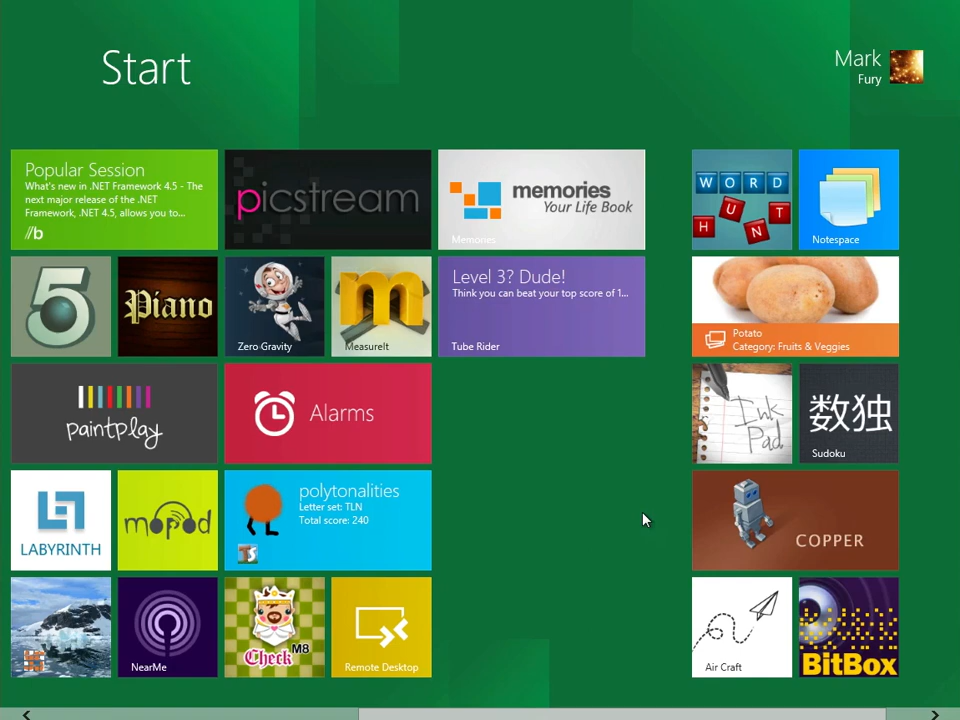 Start
Mark
Fury
Popular Session
What's new in .NET Framework 4.5 - The
next major release of the .NET
Framework, .NET 4.5, allows you to...
//b
picstream
memories
Your Life Book
Memories
WORD
HUNT
Notespace
5
Piano
Zero Gravity
m
MeasureIt
Level 3? Dude!
Think you can beat your top score of 1...
Tube Rider
Potato
Category: Fruits & Veggies
paintplay
Alarms
Ink
Pad
数独
Sudoku
LABYRINTH
mopod
polytonalities
Letter set: TLN
Total score: 240
TS
COPPER
NearMe
Check M8
Remote Desktop
Air Craft
BitBox